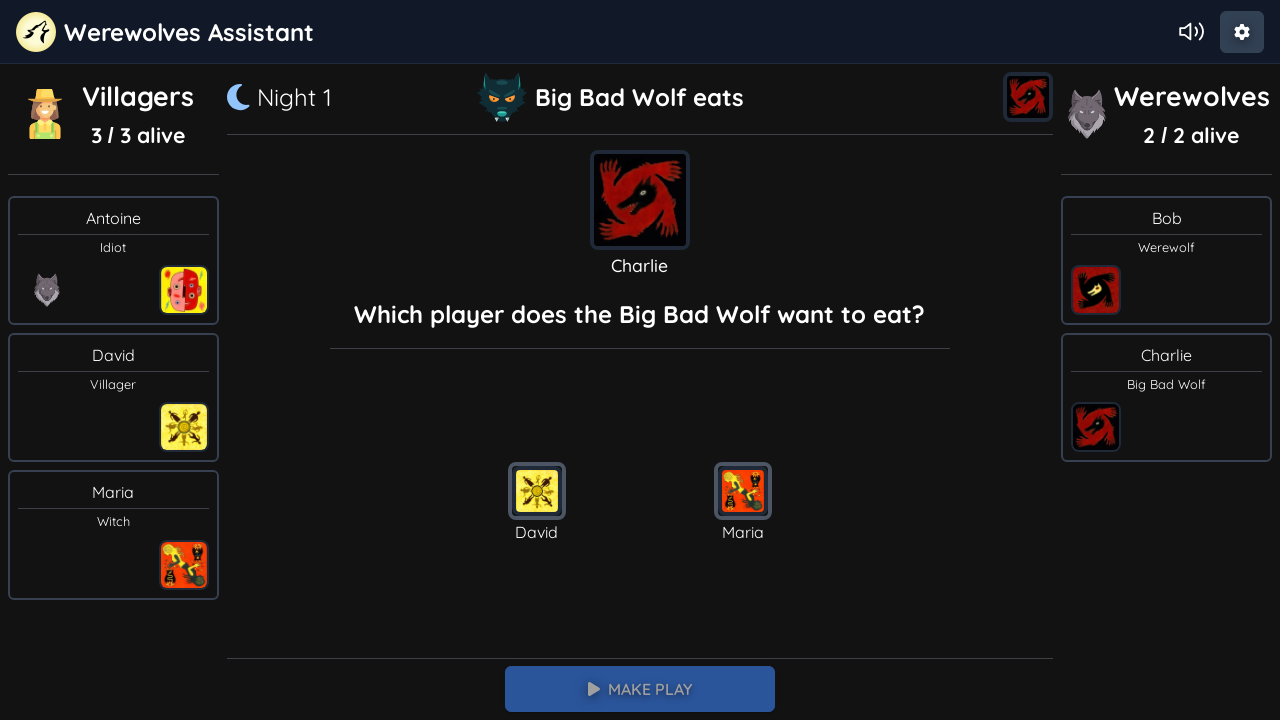 Werewolves Assistant
Villagers
3 / 3 alive
Antoine
Idiot
David
Villager
Maria
Witch
Night 1
Big Bad Wolf eats
Charlie
Which player does the Big Bad Wolf want to eat?
David
Maria
MAKE PLAY
Werewolves
2 / 2 alive
Bob
Werewolf
Charlie
Big Bad Wolf